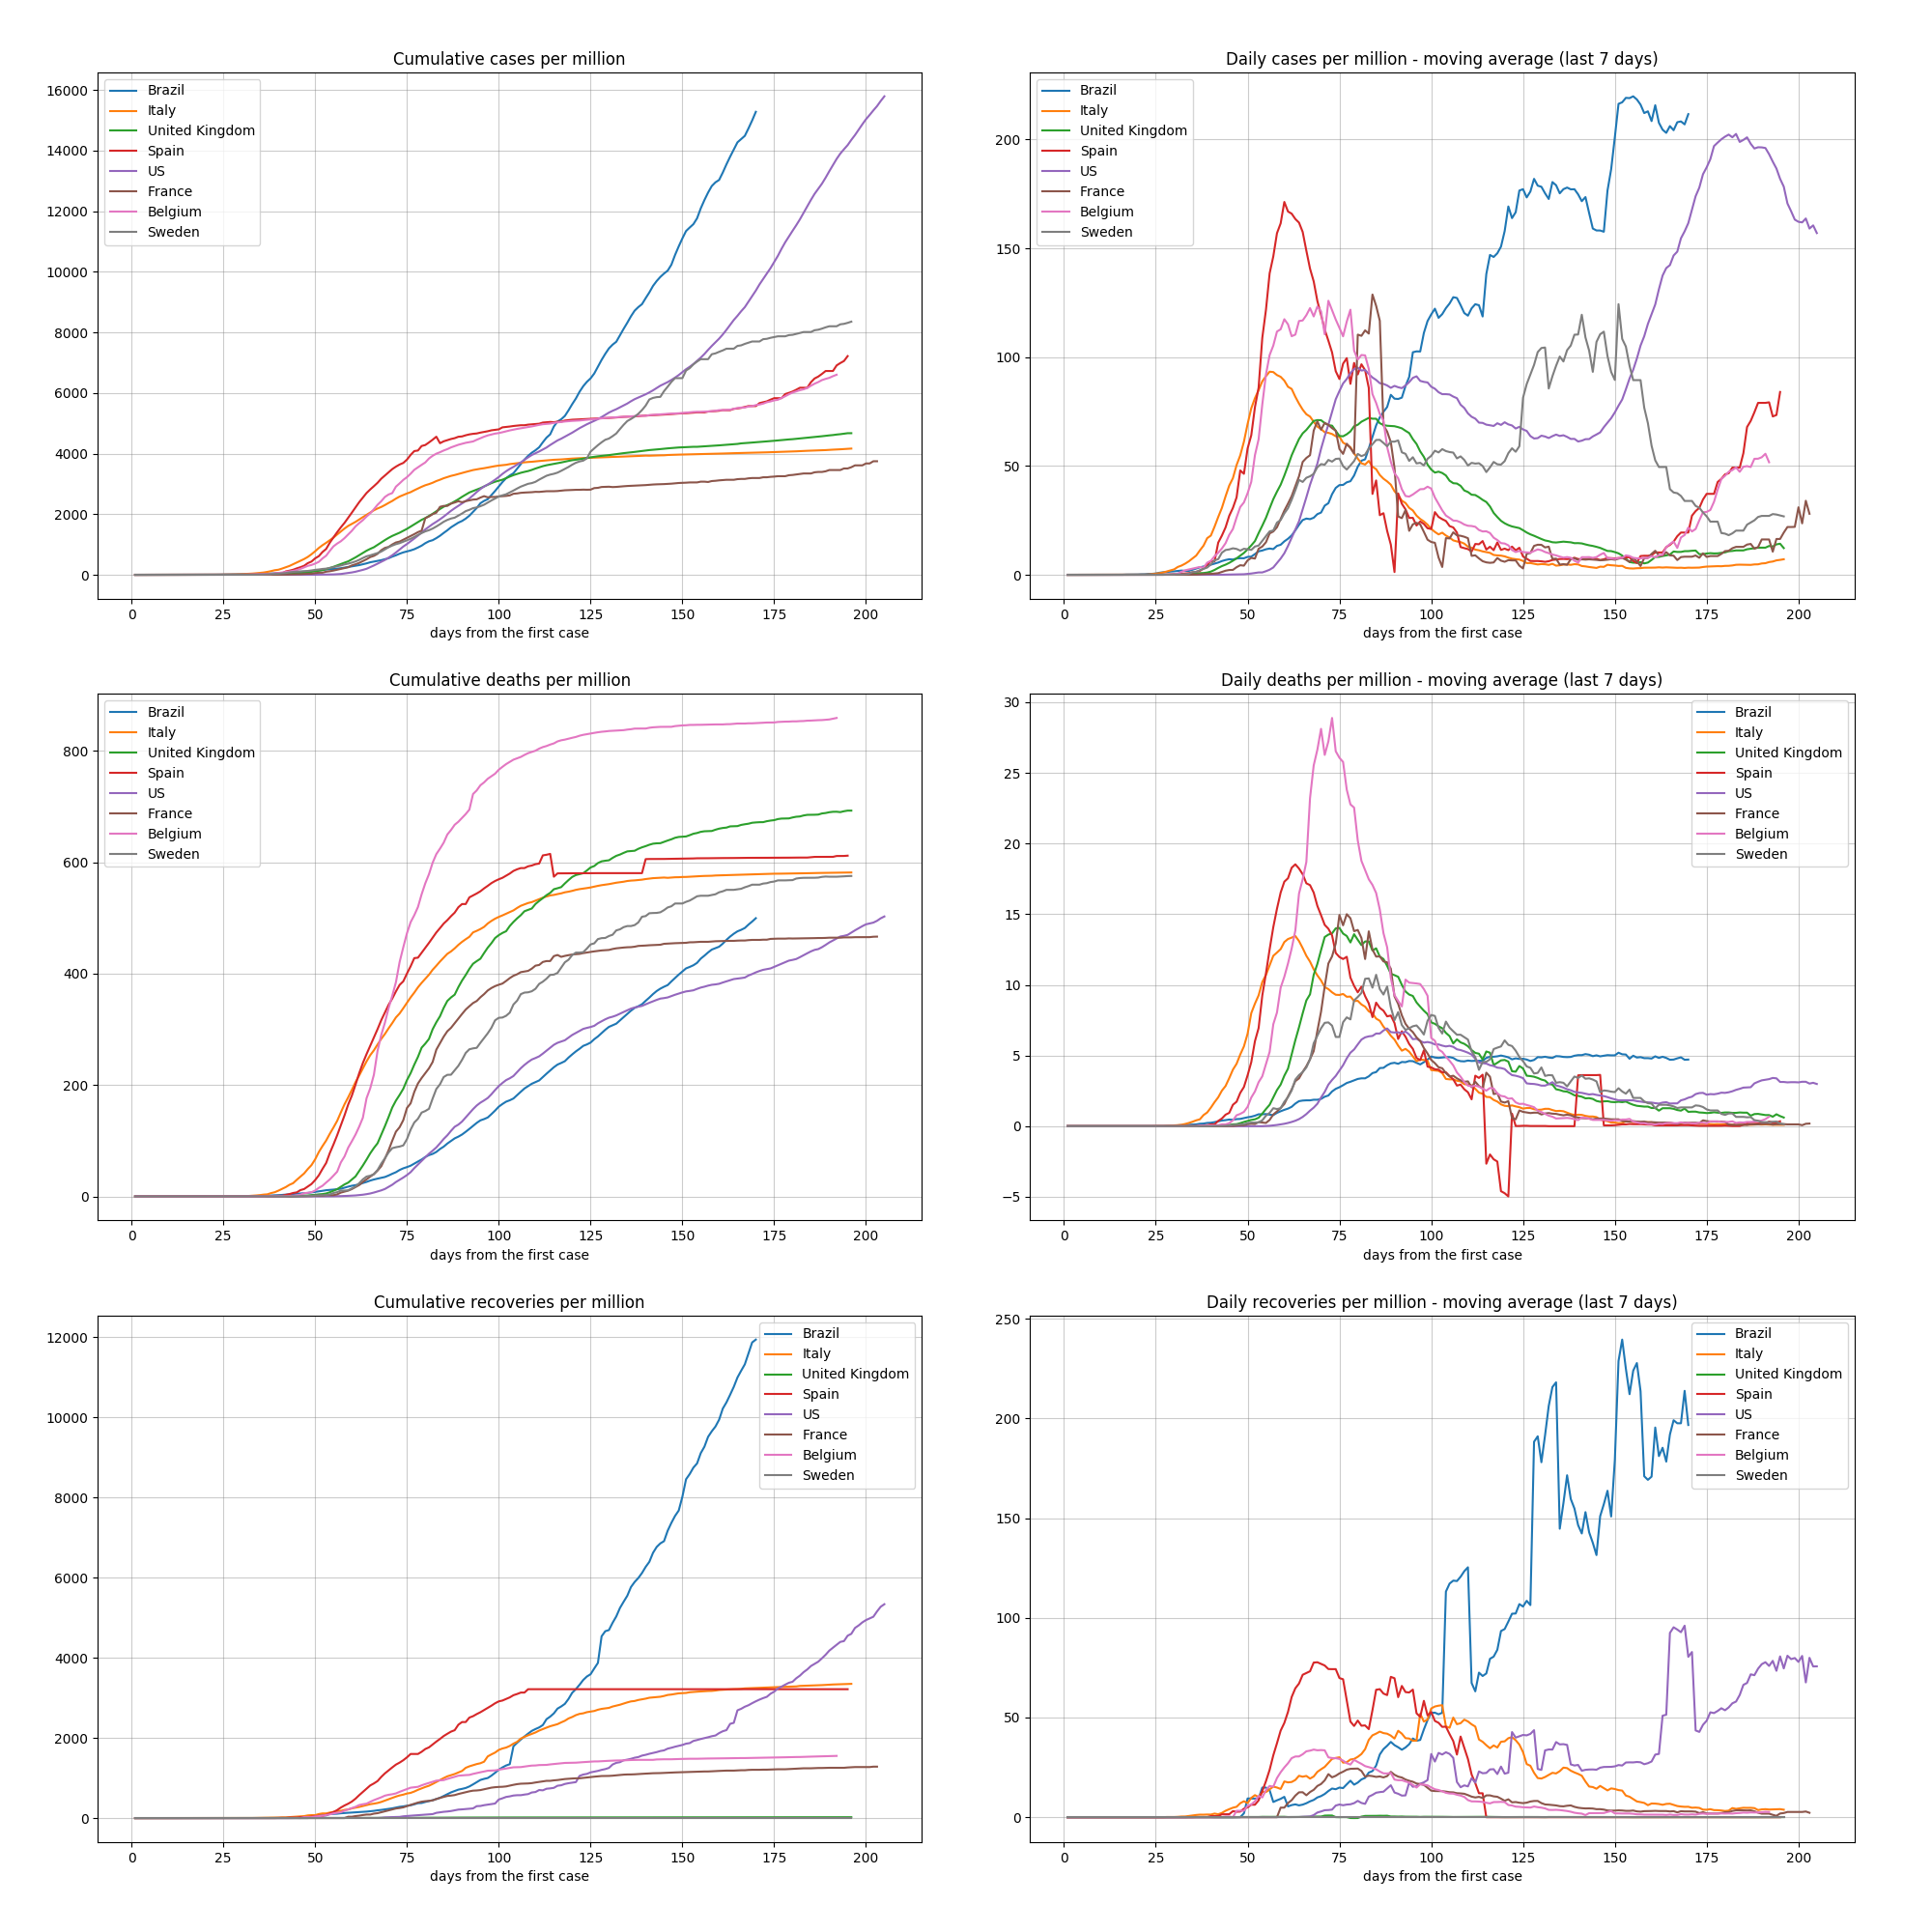 Cumulative cases per million
16000
14000
12000
10000
8000
6000
4000
2000
0
Brazil
Italy
United Kingdom
Spain
US
France
Belgium
Sweden
0 25 50 75 100 125 150 175 200
days from the first case
Daily cases per million - moving average (last 7 days)
200
150
100
50
0
Brazil
Italy
United Kingdom
Spain
US
France
Belgium
Sweden
0 25 50 75 100 125 150 175 200
days from the first case
Cumulative deaths per million
800
600
400
200
0
Brazil
Italy
United Kingdom
Spain
US
France
Belgium
Sweden
0 25 50 75 100 125 150 175 200
days from the first case
Daily deaths per million - moving average (last 7 days)
30
25
20
15
10
5
0
−5
Brazil
Italy
United Kingdom
Spain
US
France
Belgium
Sweden
0 25 50 75 100 125 150 175 200
days from the first case
Cumulative recoveries per million
12000
10000
8000
6000
4000
2000
0
Brazil
Italy
United Kingdom
Spain
US
France
Belgium
Sweden
0 25 50 75 100 125 150 175 200
days from the first case
Daily recoveries per million - moving average (last 7 days)
250
200
150
100
50
0
Brazil
Italy
United Kingdom
Spain
US
France
Belgium
Sweden
0 25 50 75 100 125 150 175 200
days from the first case